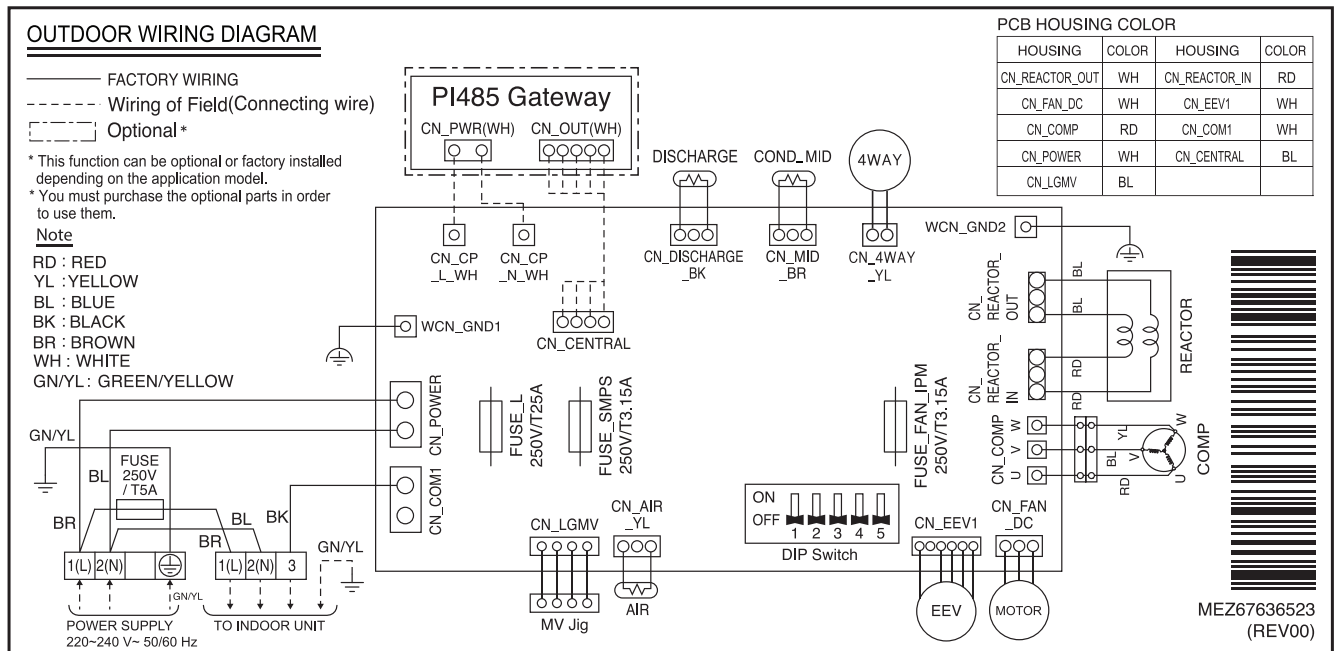 OUTDOOR WIRING DIAGRAM
FACTORY WIRING
Wiring of Field(Connecting wire)
Optional *
* This function can be optional or factory installed
depending on the application model.
* You must purchase the optional parts in order
to use them.
Note
RD : RED
YL : YELLOW
BL : BLUE
BK : BLACK
BR : BROWN
WH : WHITE
GN/YL : GREEN/YELLOW
PI485 Gateway
CN_PWR(WH) CN_OUT(WH)
DISCHARGE
COND_MID
4WAY
PCB HOUSING COLOR
HOUSING COLOR HOUSING COLOR
CN_REACTOR_OUT WH CN_REACTOR_IN RD
CN_FAN_DC WH CN_EEV1 WH
CN_COMP RD CN_COM1 WH
CN_POWER WH CN_CENTRAL BL
CN_LGMV BL
CN_CP
_L_WH
CN_CP
_N_WH
CN_DISCHARGE
_BK
CN_MID
_BR
CN_4WAY
_YL
WCN_GND2
WCN_GND1
CN_CENTRAL
CN_
REACTOR_
OUT
BL
BL
CN_
REACTOR_
IN
RD
RD
REACTOR
CN_POWER
CN_COM1
FUSE_L
250V/T25A
FUSE_SMPS
250V/T3.15A
FUSE_FAN_IPM
250V/T3.15A
CN_COMP
W
V
U
YL
BL
RD
W
V
U
COMP
GN/YL
BL
FUSE
250V
/ T5A
BR
BL
BK
BR
GN/YL
1(L) 2(N)
1(L) 2(N) 3
GN/YL
POWER SUPPLY
220~240 V~ 50/60 Hz
TO INDOOR UNIT
CN_LGMV
MV Jig
CN_AIR
_YL
AIR
ON
OFF
1 2 3 4 5
DIP Switch
CN_EEV1
EEV
CN_FAN
_DC
MOTOR
MEZ67636523
(REV00)